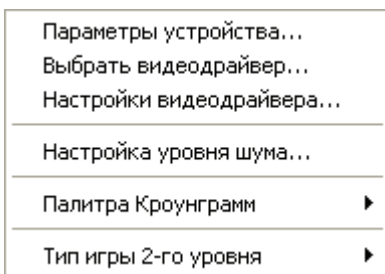 Параметры устройства...
Выбрать видеодрайвер...
Настройки видеодрайвера...
Настройка уровня шума...
Палитра Кроунграмм
Тип игры 2-го уровня